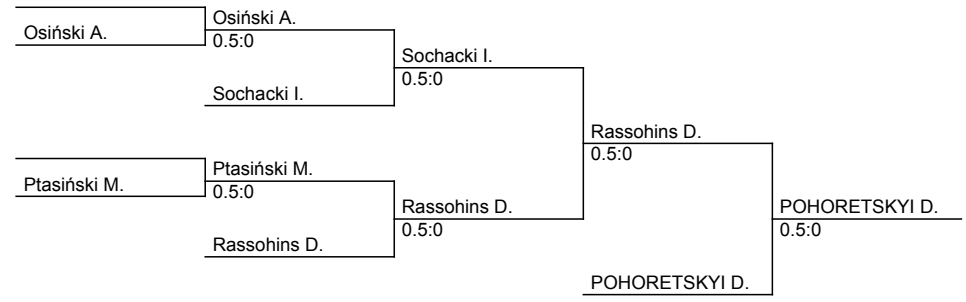 Osiński A.
Osiński A.
0.5:0
Sochacki I.
0.5:0
Sochacki I.
Rassohins D.
0.5:0
Ptasiński M.
Ptasiński M.
0.5:0
Rassohins D.
0.5:0
POHORETSKYI D.
0.5:0
Rassohins D.
POHORETSKYI D.